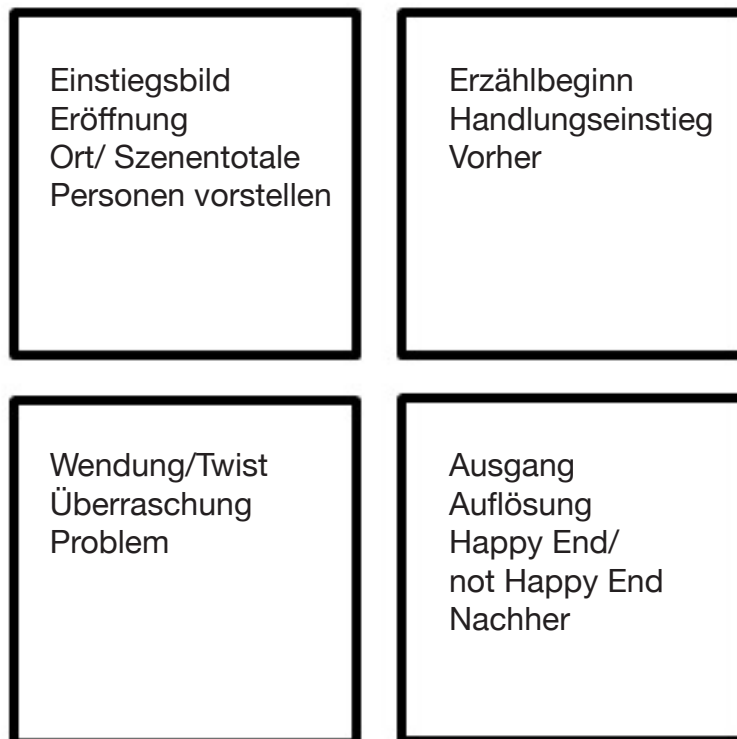 Einstiegsbild
Eröffnung
Ort/ Szenentotale
Personen vorstellen
Erzählbeginn
Handlungseinstieg
Vorher
Wendung/Twist
Überraschung
Problem
Ausgang
Auflösung
Happy End/
not Happy End
Nachher